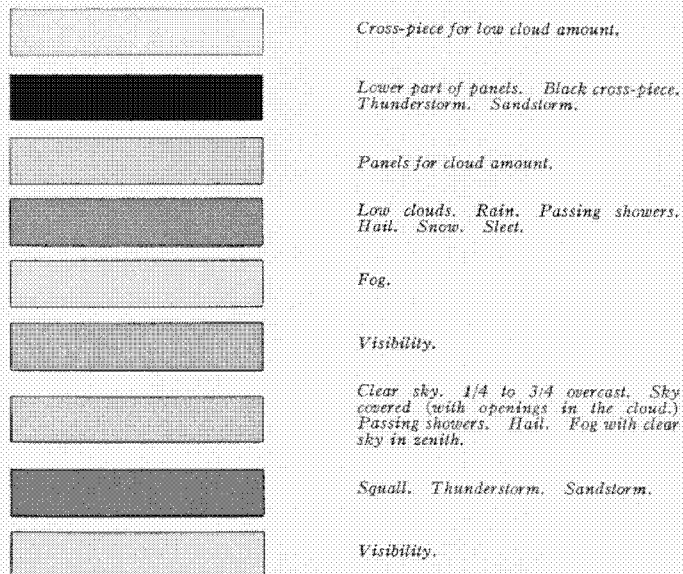 Cross-piece for low cloud amount.
Lower part of panels. Black cross-piece.
Thunderstorm. Sandstorm.
Panels for cloud amount.
Low clouds. Rain. Passing showers.
Hail. Snow. Sleet.
Fog.
Visibility.
Clear sky. 1/4 to 3/4 overcast. Sky
covered (with openings in the cloud.)
Passing showers. Hail. Fog with clear
sky in zenith.
Squall. Thunderstorm. Sandstorm.
Visibility.